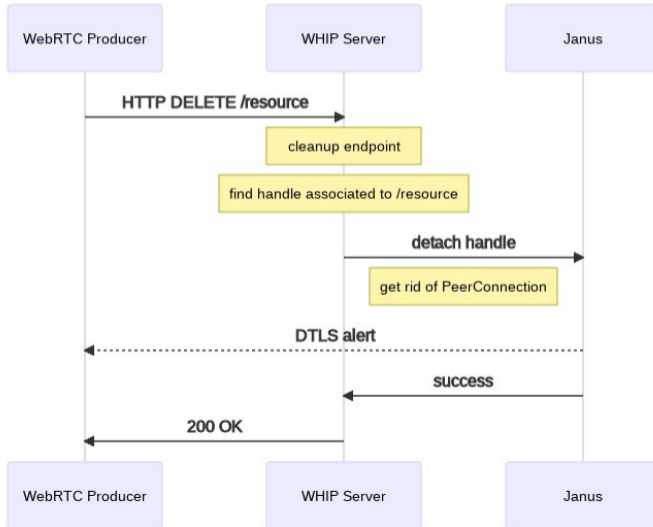 WebRTC Producer
WHIP Server
Janus
HTTP DELETE /resource
cleanup endpoint
find handle associated to /resource
detach handle
get rid of PeerConnection
DTLS alert
success
200 OK
WebRTC Producer
WHIP Server
Janus